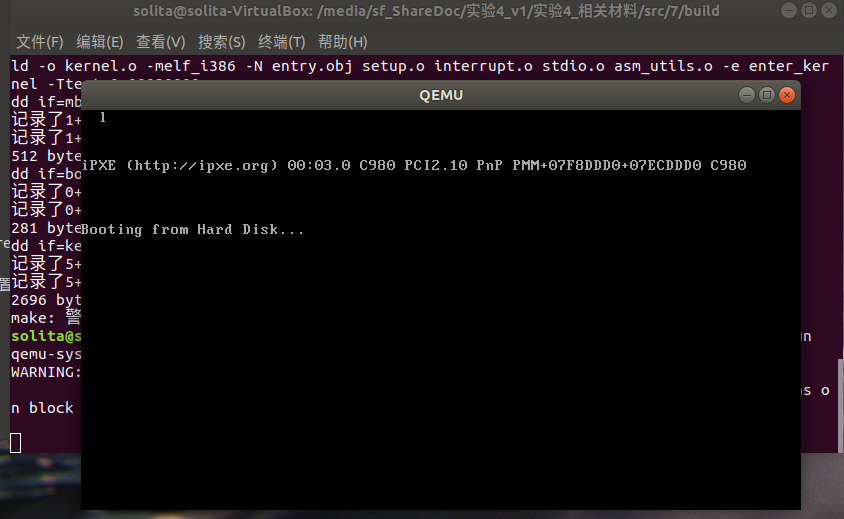 solita@solita-VirtualBox: /media/sf_ShareDoc/实验4_v1/实验4_相关材料/src/7/build
文件(F) 编辑(E) 查看(V) 搜索(S) 终端(T) 帮助(H)
ld -o kernel.o -melf_i386 -N entry.obj setup.o interrupt.o stdio.o asm_utils.o -e enter_ker
nel -Ttext
dd if=mb
记录了1+
记录了1+
512 byte
dd if=bo
记录了0+
记录了0+
281 byte
dd if=ke
记录了5+
记录了5+
2696 byt
make: 警
solita@s
un
qemu-sys
WARNING:
s o
n block
QEMU
l
iPXE (http://ipxe.org) 00:03.0 C980 PCI2.10 PnP PMM+07F8DDD0+07ECDDD0 C980
Booting from Hard Disk...
re
置